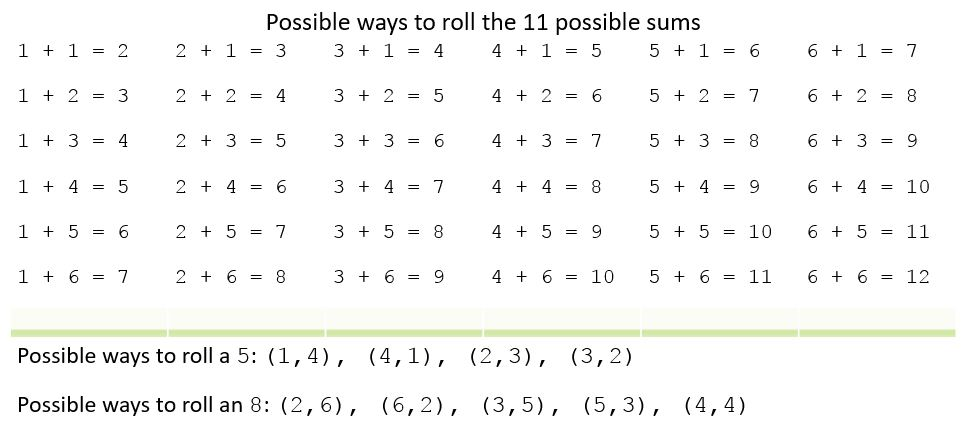 Possible ways to roll the 11 possible sums
1 + 1 = 2 2 + 1 = 3 3 + 1 = 4 4 + 1 = 5 5 + 1 = 6 6 + 1 = 7
1 + 2 = 3 2 + 2 = 4 3 + 2 = 5 4 + 2 = 6 5 + 2 = 7 6 + 2 = 8
1 + 3 = 4 2 + 3 = 5 3 + 3 = 6 4 + 3 = 7 5 + 3 = 8 6 + 3 = 9
1 + 4 = 5 2 + 4 = 6 3 + 4 = 7 4 + 4 = 8 5 + 4 = 9 6 + 4 = 10
1 + 5 = 6 2 + 5 = 7 3 + 5 = 8 4 + 5 = 9 5 + 5 = 10 6 + 5 = 11
1 + 6 = 7 2 + 6 = 8 3 + 6 = 9 4 + 6 = 10 5 + 6 = 11 6 + 6 = 12
Possible ways to roll a 5: (1,4), (4,1), (2,3), (3,2)
Possible ways to roll an 8: (2,6), (6,2), (3,5), (5,3), (4,4)